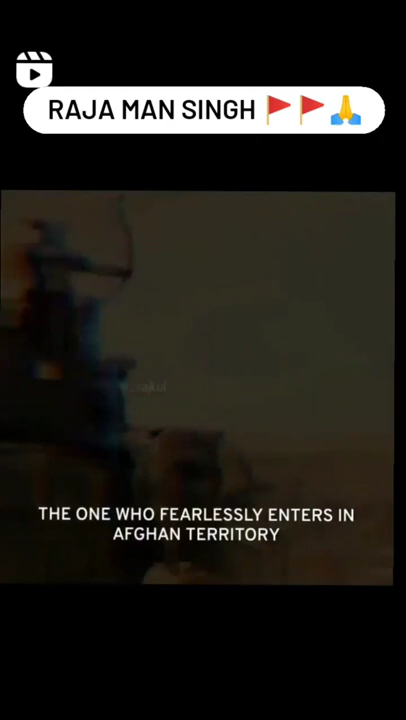 RAJA MAN SINGH 🚩🚩🙏
THE ONE WHO FEARLESSLY ENTERS IN
AFGHAN TERRITORY